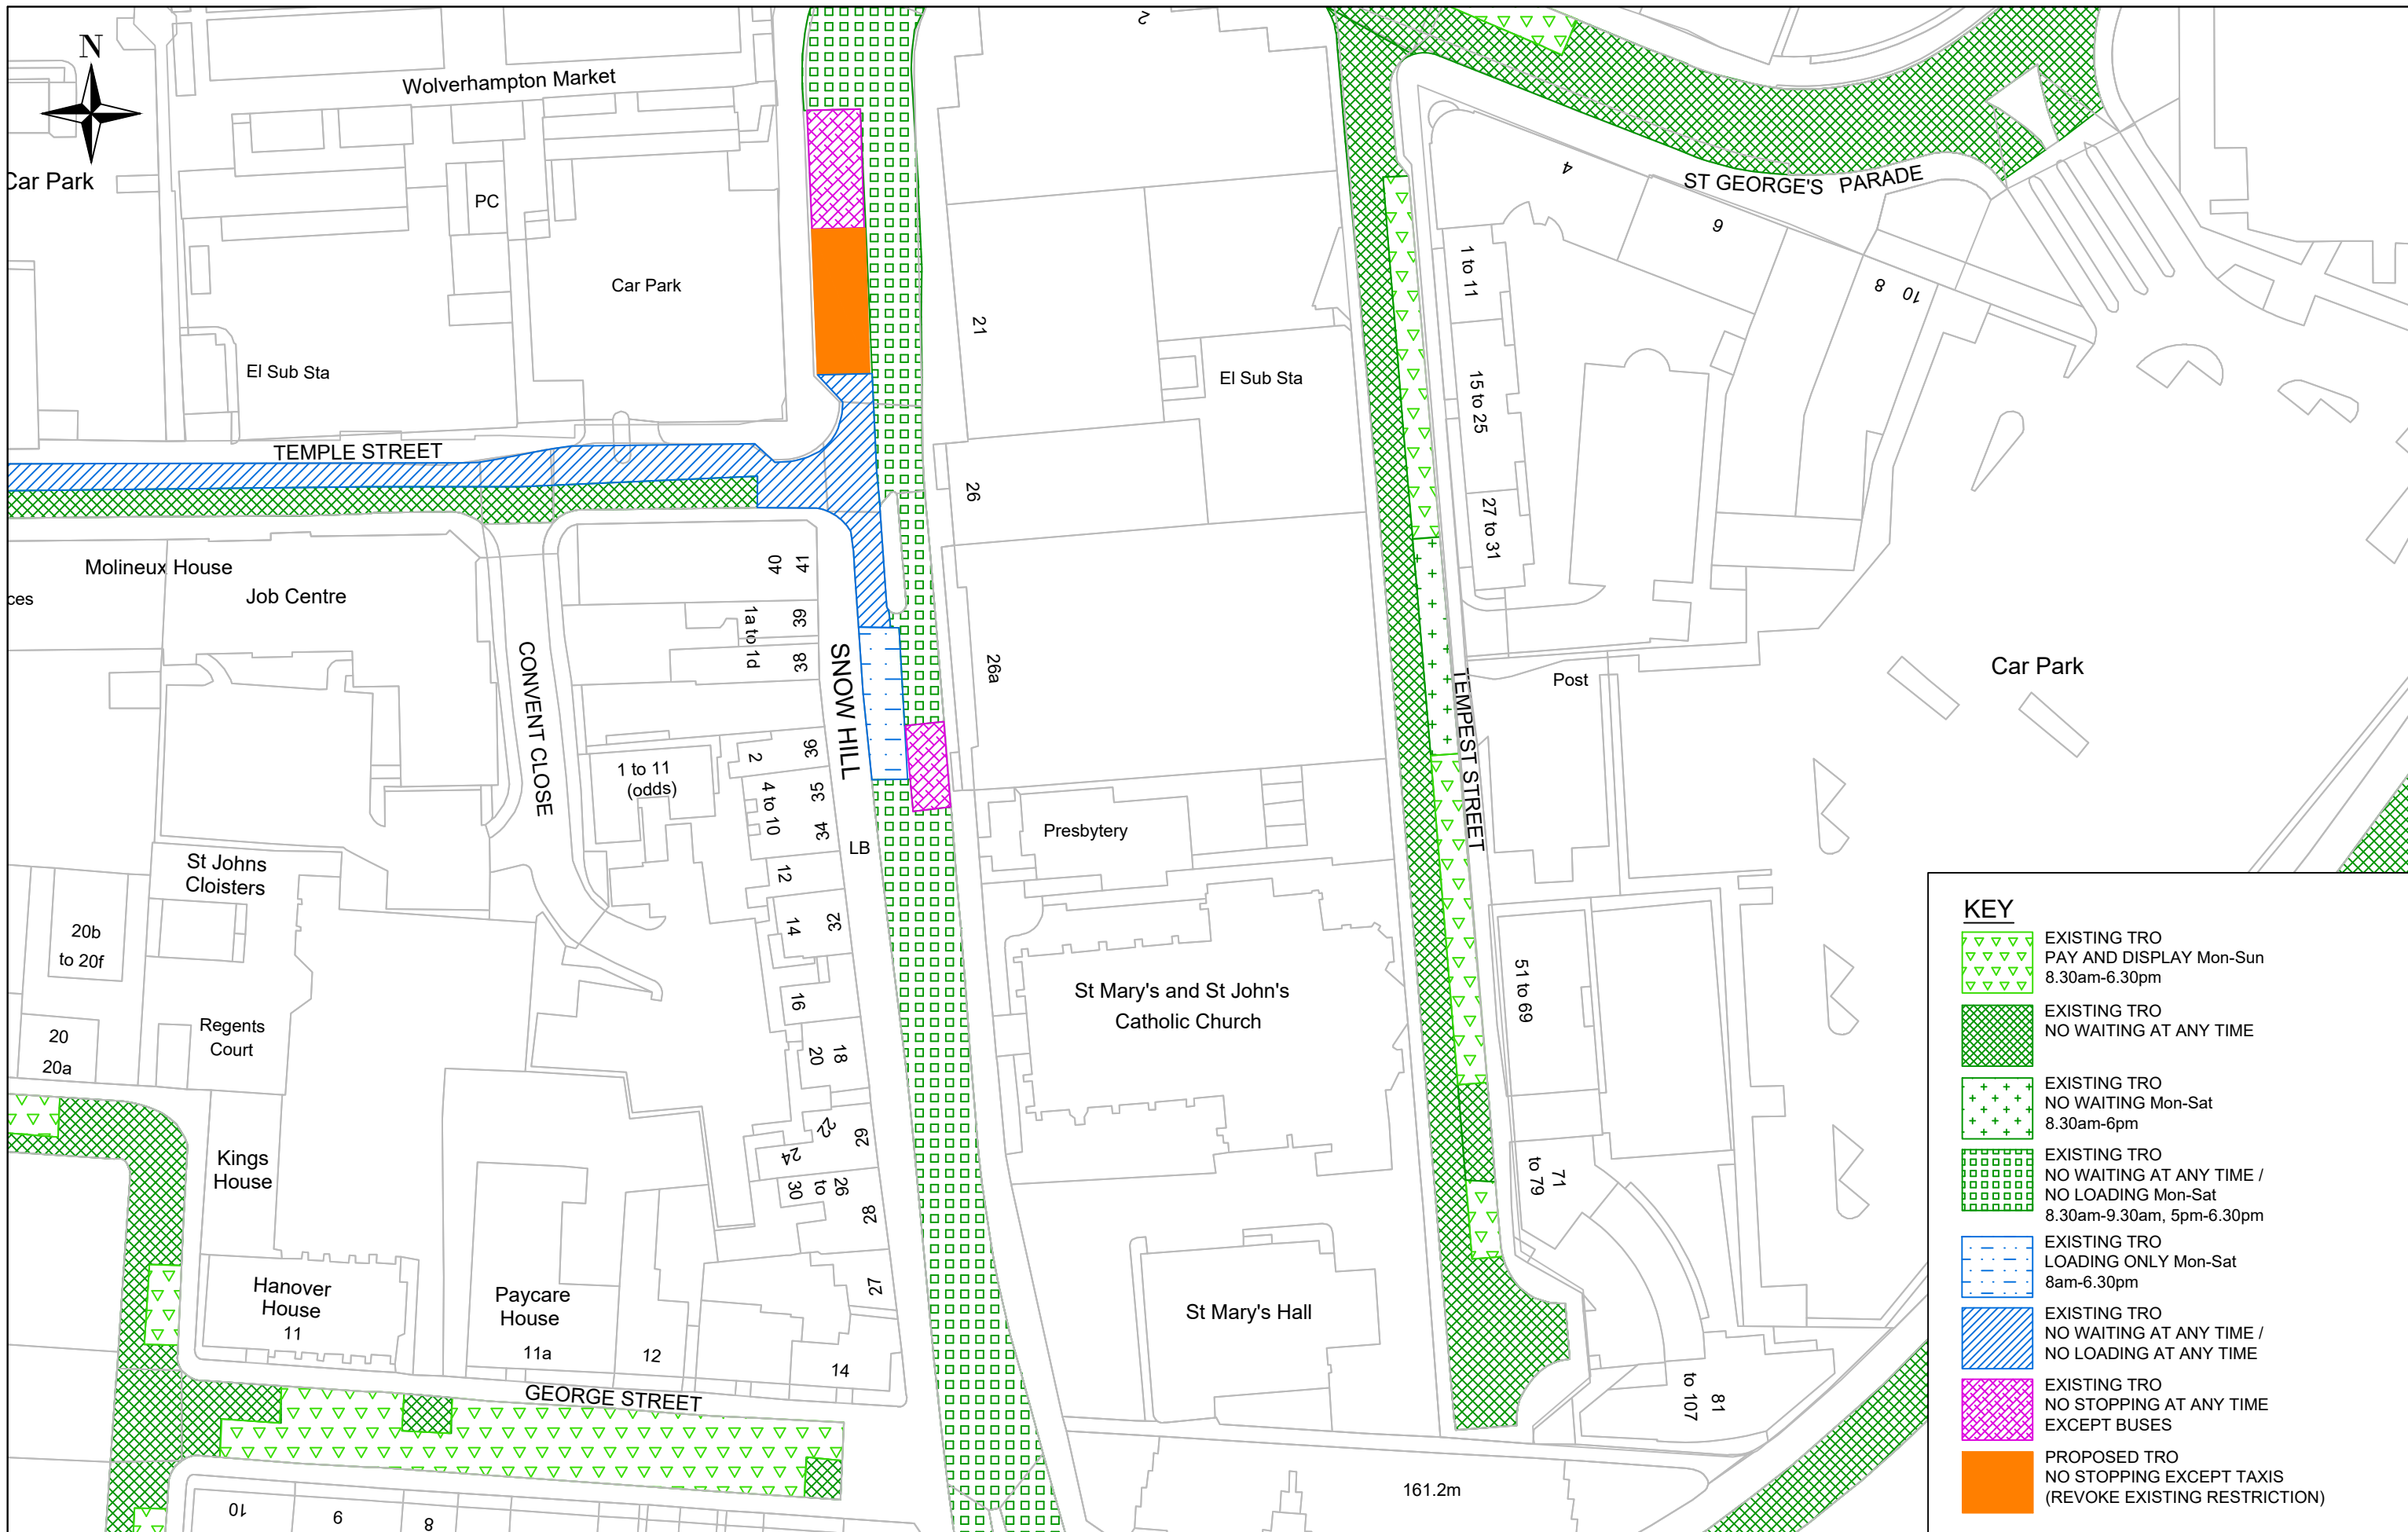 N
Wolverhampton Market
2
Car Park
PC
4
ST GEORGE'S PARADE
6
Car Park
1 to 11
8
10
21
El Sub Sta
El Sub Sta
15 to 25
TEMPLE STREET
26
27 to 31
Molineux House
40
41
ces
Job Centre
1a to 1d
39
38
CONVENT CLOSE
SNOW HILL
26a
Post
TEMPEST STREET
Car Park
1 to 11
(odds)
2
36
4 to 10
35
34
LB
Presbytery
St Johns
Cloisters
12
14
32
20b
to 20f
St Mary's and St John's
Catholic Church
51 to 69
16
Regents
Court
20
20a
20
18
22
29
24
Kings
House
30
to
26
28
71
to 79
Hanover
House
11
27
Paycare
House
11a
12
14
St Mary's Hall
GEORGE STREET
81
to 107
161.2m
10
9
8
KEY
EXISTING TRO
PAY AND DISPLAY Mon-Sun
8.30am-6.30pm
EXISTING TRO
NO WAITING AT ANY TIME
EXISTING TRO
NO WAITING Mon-Sat
8.30am-6pm
EXISTING TRO
NO WAITING AT ANY TIME /
NO LOADING Mon-Sat
8.30am-9.30am, 5pm-6.30pm
EXISTING TRO
LOADING ONLY Mon-Sat
8am-6.30pm
EXISTING TRO
NO WAITING AT ANY TIME /
NO LOADING AT ANY TIME
EXISTING TRO
NO STOPPING AT ANY TIME
EXCEPT BUSES
PROPOSED TRO
NO STOPPING EXCEPT TAXIS
(REVOKE EXISTING RESTRICTION)